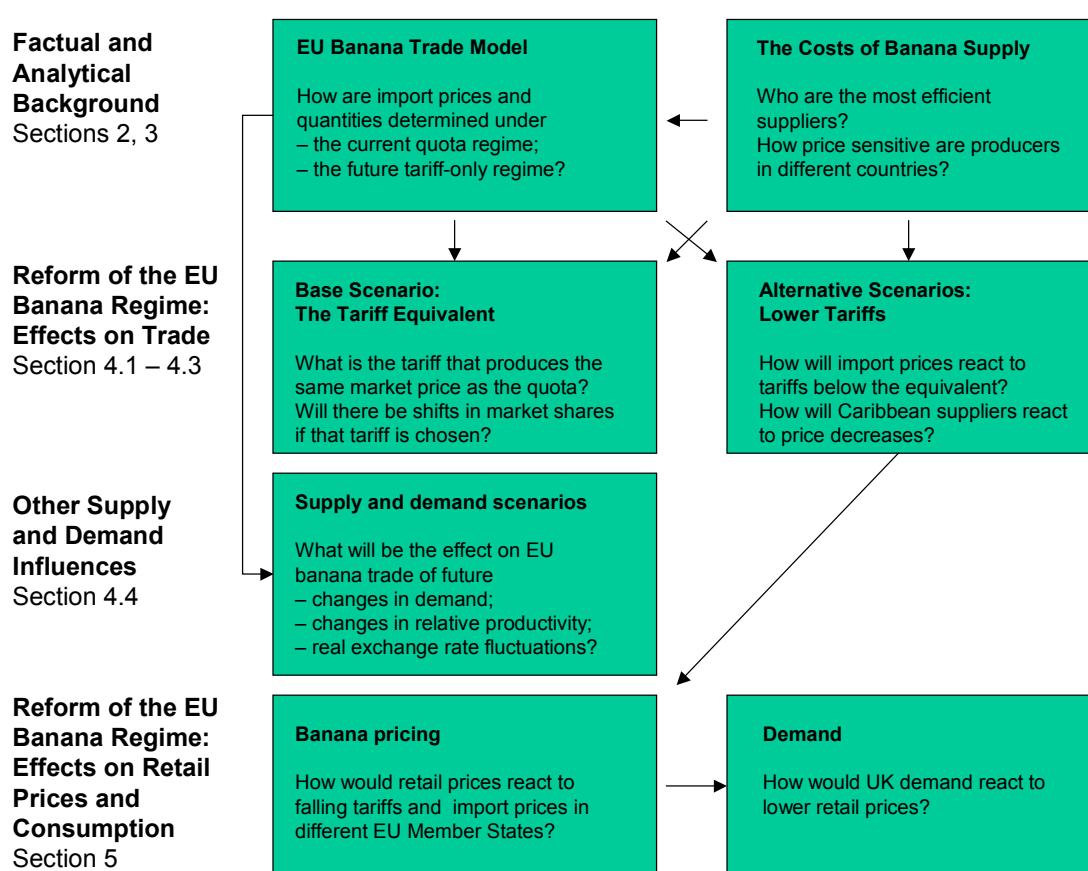 Factual and
Analytical
Background
Sections 2, 3
EU Banana Trade Model
How are import prices and
quantities determined under
– the current quota regime;
– the future tariff-only regime?
The Costs of Banana Supply
Who are the most efficient
suppliers?
How price sensitive are producers
in different countries?
Reform of the EU
Banana Regime:
Effects on Trade
Section 4.1 – 4.3
Base Scenario:
The Tariff Equivalent
What is the tariff that produces the
same market price as the quota?
Will there be shifts in market shares
if that tariff is chosen?
Alternative Scenarios:
Lower Tariffs
How will import prices react to
tariffs below the equivalent?
How will Caribbean suppliers react
to price decreases?
Other Supply
and Demand
Influences
Section 4.4
Supply and demand scenarios
What will be the effect on EU
banana trade of future
– changes in demand;
– changes in relative productivity;
– real exchange rate fluctuations?
Reform of the EU
Banana Regime:
Effects on Retail
Prices and
Consumption
Section 5
Banana pricing
How would retail prices react to
falling tariffs and  import prices in
different EU Member States?
Demand
How would UK demand react to
lower retail prices?